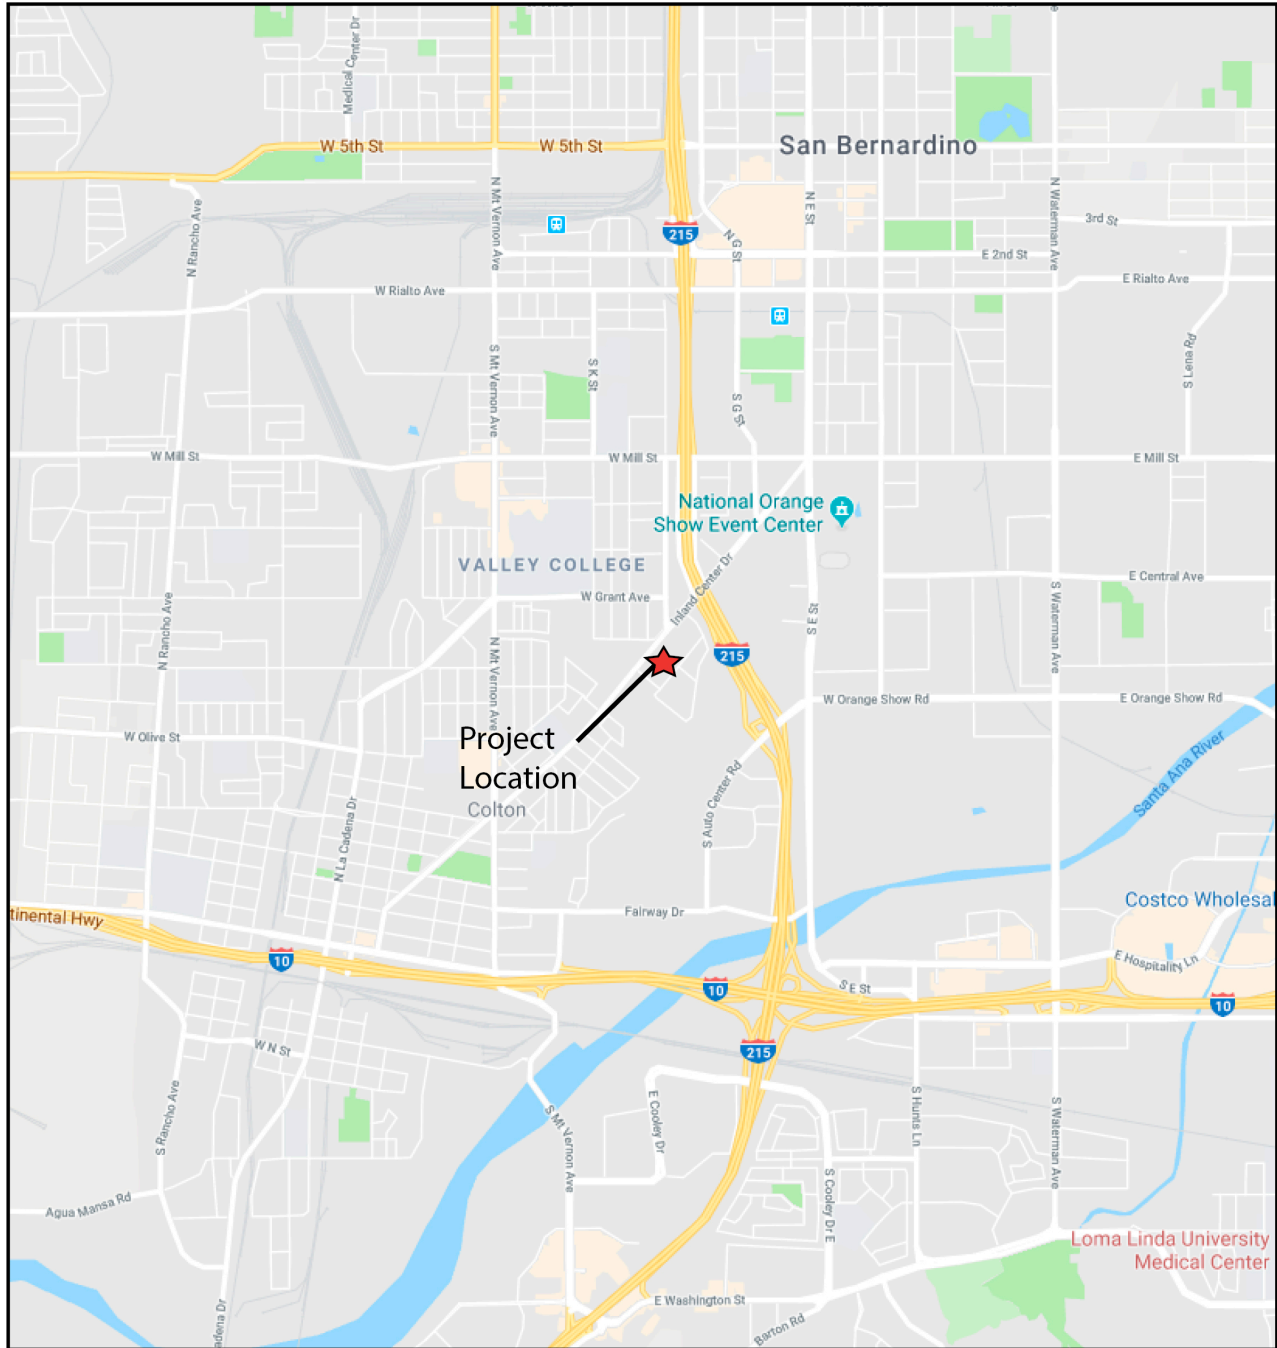 Medical Center Dr
W 5th St
W 5th St
San Bernardino
N Rancho Ave
N Mt Vernon Ave
215
N G St
N E St
N Waterman Ave
3rd St
E 2nd St
E Rialto Ave
W Rialto Ave
S Mt Vernon Ave
S K St
S G St
S Lena Rd
W Mill St
W Mill St
E Mill St
National Orange
Show Event Center
VALLEY COLLEGE
W Grant Ave
Inland Center Dr
E Central Ave
N Rancho Ave
N Mt Vernon Ave
S E St
S Waterman Ave
215
W Orange Show Rd
E Orange Show Rd
W Olive St
Project
Location
Colton
S Auto Center Rd
Santa Ana River
N La Cadena Dr
Costco Wholesal
Fairway Dr
tinental Hwy
10
10
S E St
E Hospitality Ln
10
W N St
215
S Rancho Ave
S Mt Vernon Ave
E Cooley Dr
S Hunts Ln
S Waterman Ave
S Cooley Dr E
Agua Mansa Rd
Loma Linda University
Medical Center
E Washington St
Barton Rd
adena Dr